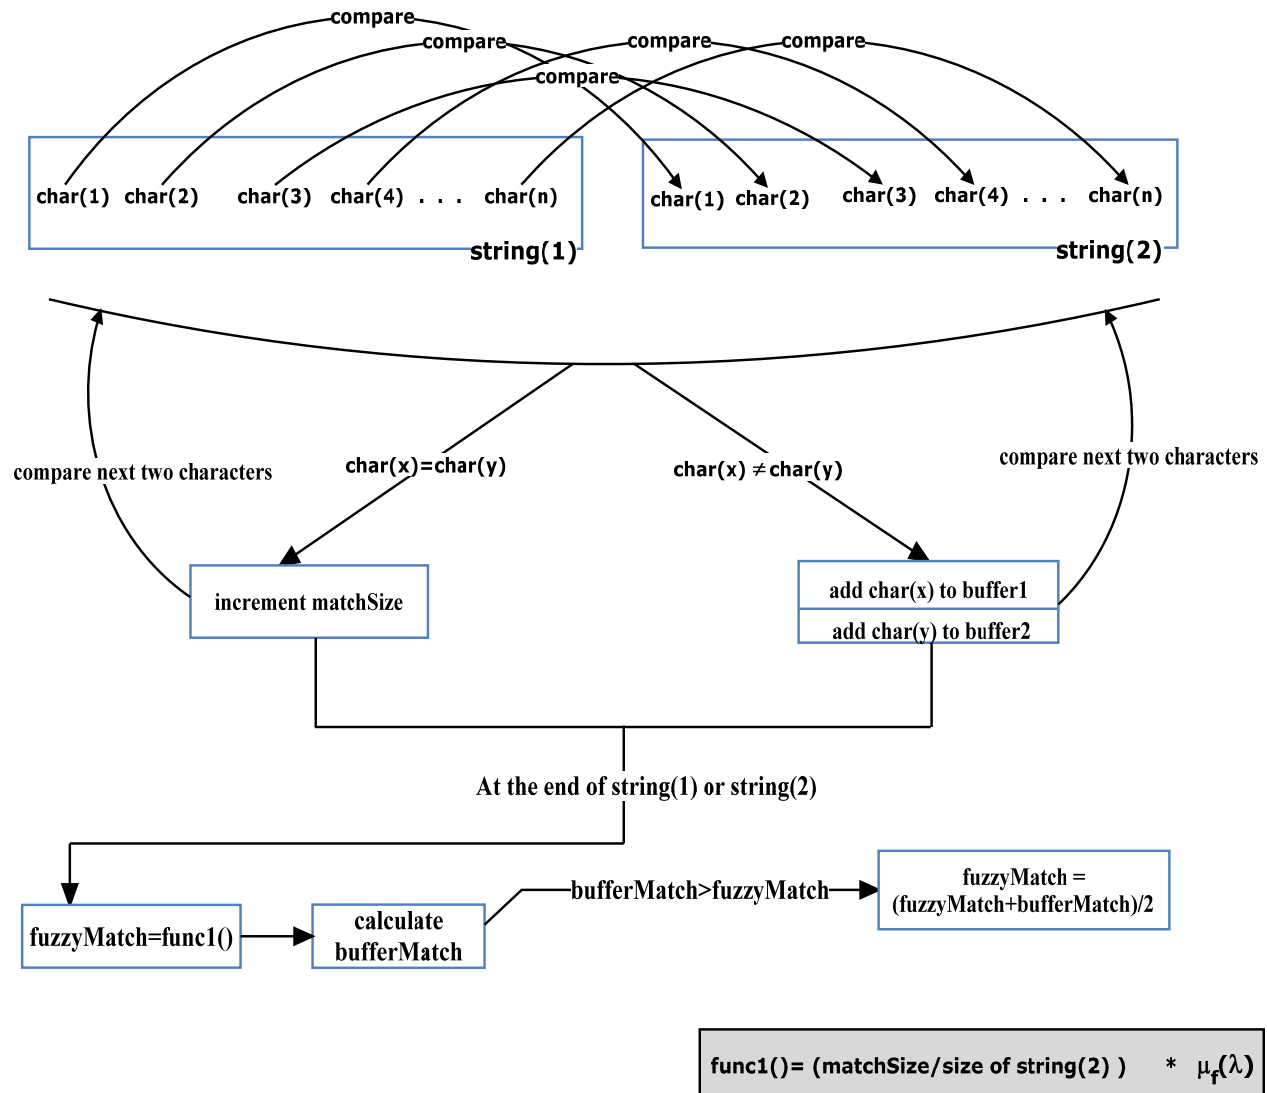 compare
compare
compare
compare
compare
char(1) char(2) char(3) char(4) . . . char(n)
char(1) char(2) char(3) char(4) . . . char(n)
string(1)
string(2)
char(x)=char(y)
char(x) ≠char(y)
compare next two characters
compare next two characters
increment matchSize
add char(x) to buffer1
add char(y) to buffer2
At the end of string(1) or string(2)
fuzzyMatch=func1()
calculate
bufferMatch
bufferMatch>fuzzyMatch
fuzzyMatch =
(fuzzyMatch+bufferMatch)/2
func1()= (matchSize/size of string(2) ) * μf(λ)